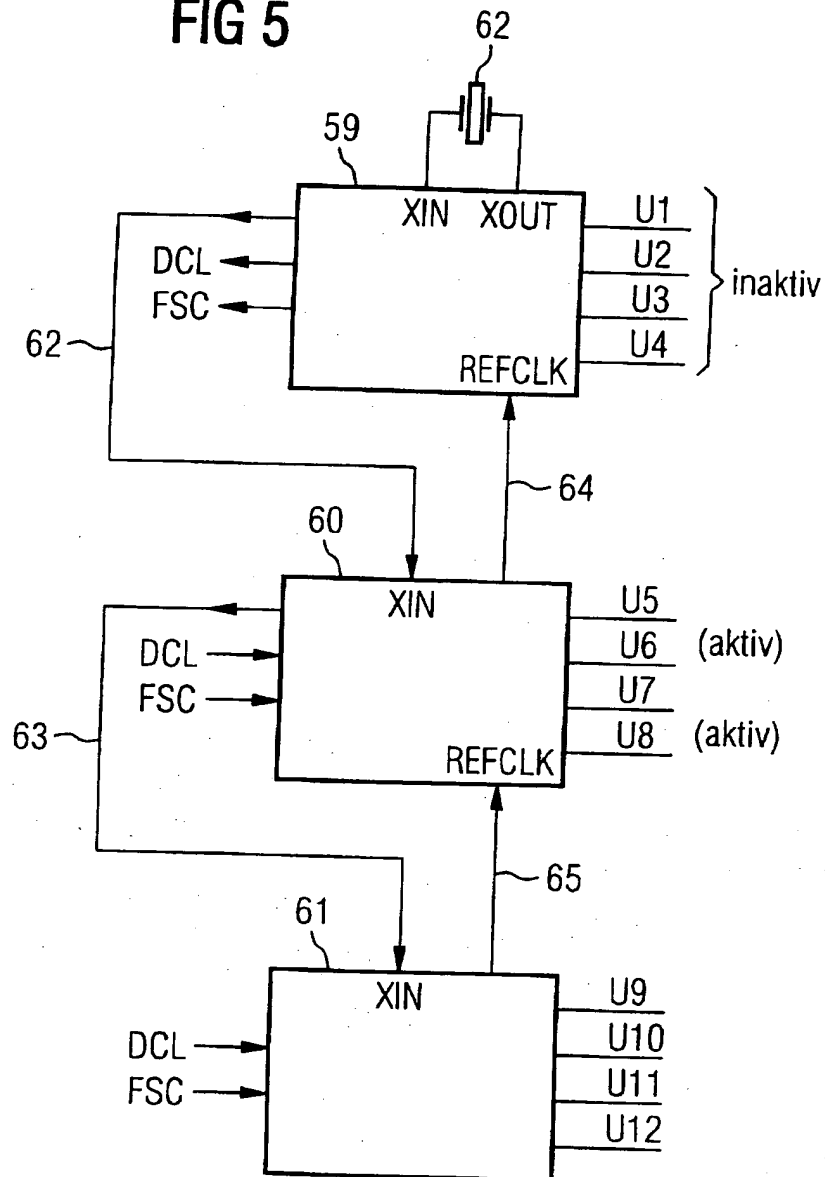 FIG 5
62
59
XIN XOUT
U1
DCL
U2
FSC
U3
inaktiv
62
U4
REFCLK
64
60
XIN
U5
DCL
U6 (aktiv)
FSC
U7
63
U8 (aktiv)
REFCLK
65
61
XIN
U9
DCL
U10
FSC
U11
U12